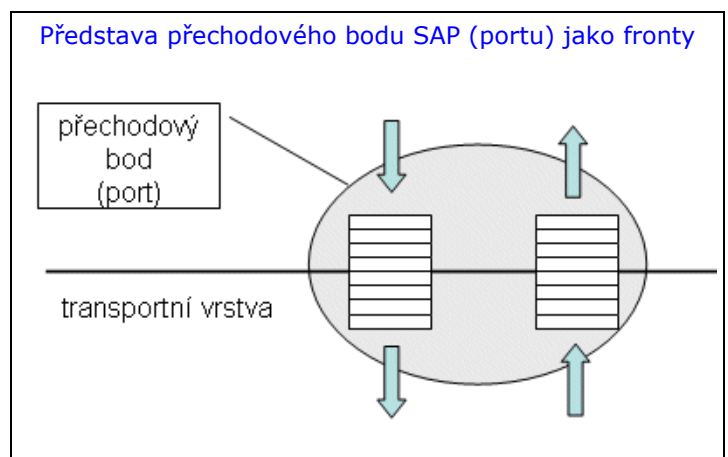 Představa přechodového bodu SAP (portu) jako fronty
přechodový
bod
(port)
transportní vrstva